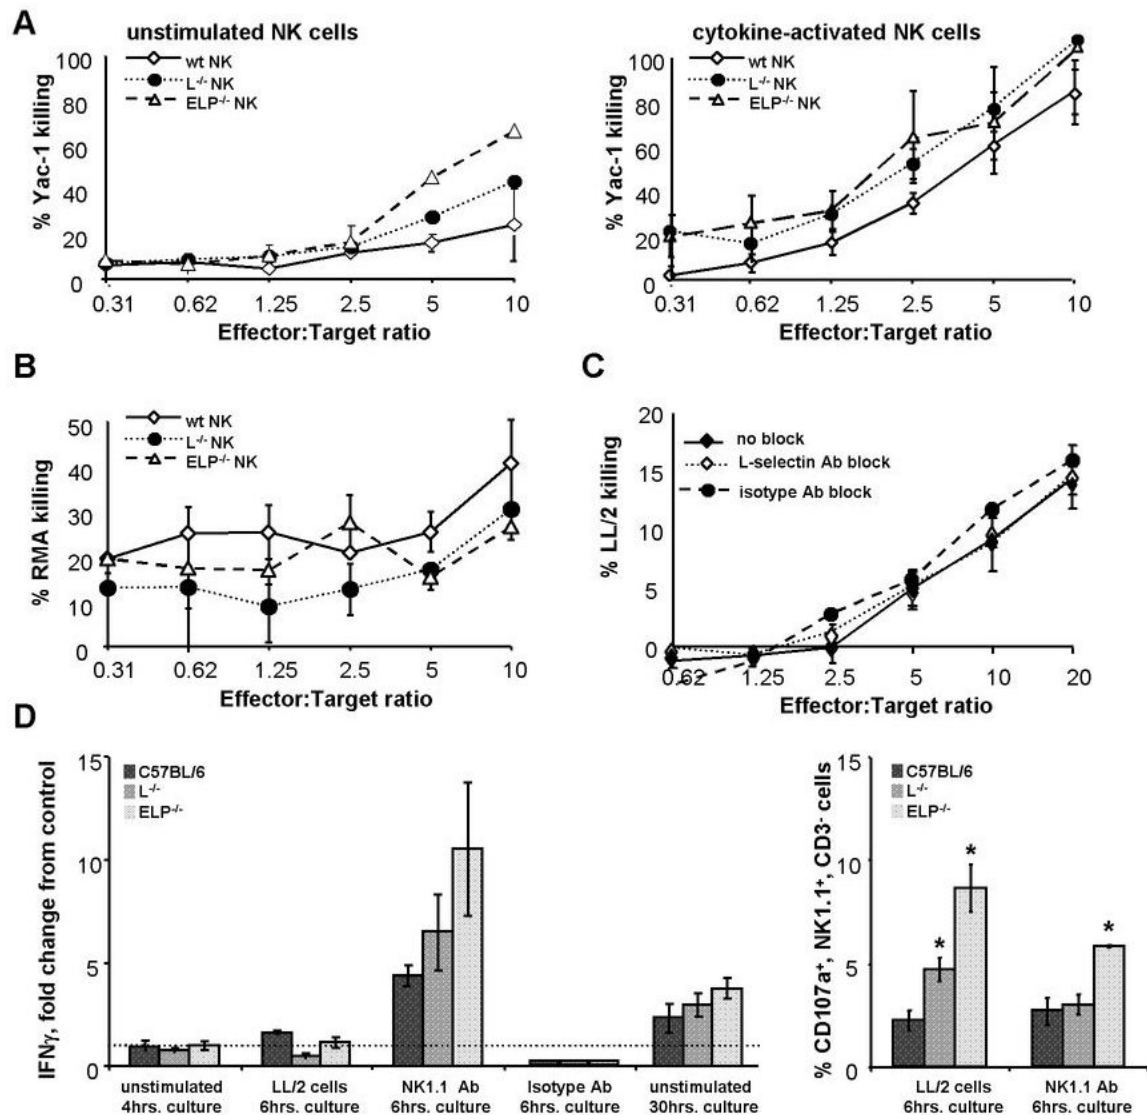 A
unstimulated NK cells
wt NK
L-/- NK
ELP-/- NK
% Yac-1 killing
100
80
60
40
20
0
0.31 0.62 1.25 2.5 5 10
Effector:Target ratio
cytokine-activated NK cells
wt NK
L-/- NK
ELP-/- NK
% Yac-1 killing
100
80
60
40
20
0
0.31 0.62 1.25 2.5 5 10
Effector:Target ratio
B
wt NK
L-/- NK
ELP-/- NK
% RMA killing
50
40
30
20
10
0
0.31 0.62 1.25 2.5 5 10
Effector:Target ratio
C
no block
L-selectin Ab block
isotype Ab block
% LL/2 killing
20
15
10
5
0
0.62 1.25 2.5 5 10 20
Effector:Target ratio
D
C57BL/6
L-/-
ELP-/-
IFNγ, fold change from control
15
10
5
0
unstimulated LL/2 cells NK1.1 Ab Isotype Ab unstimulated
4hrs. culture 6hrs. culture 6hrs. culture 6hrs. culture 30hrs. culture
C57BL/6
L-/-
ELP-/-
% CD107a+, NK1.1+, CD3- cells
15
10
5
0
*
*
*
LL/2 cells NK1.1 Ab
6hrs. culture 6hrs. culture